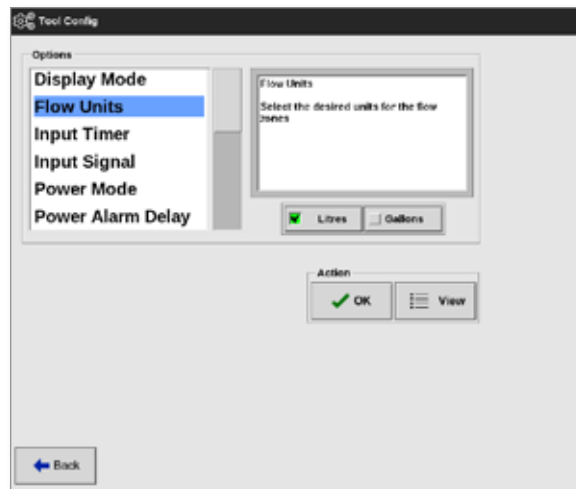 Tool Config
Options
Display Mode
Flow Units
Input Timer
Input Signal
Power Mode
Power Alarm Delay
Flow Units
Select the desired units for the flow
zones
Litres
Gallons
Action
OK
View
Back